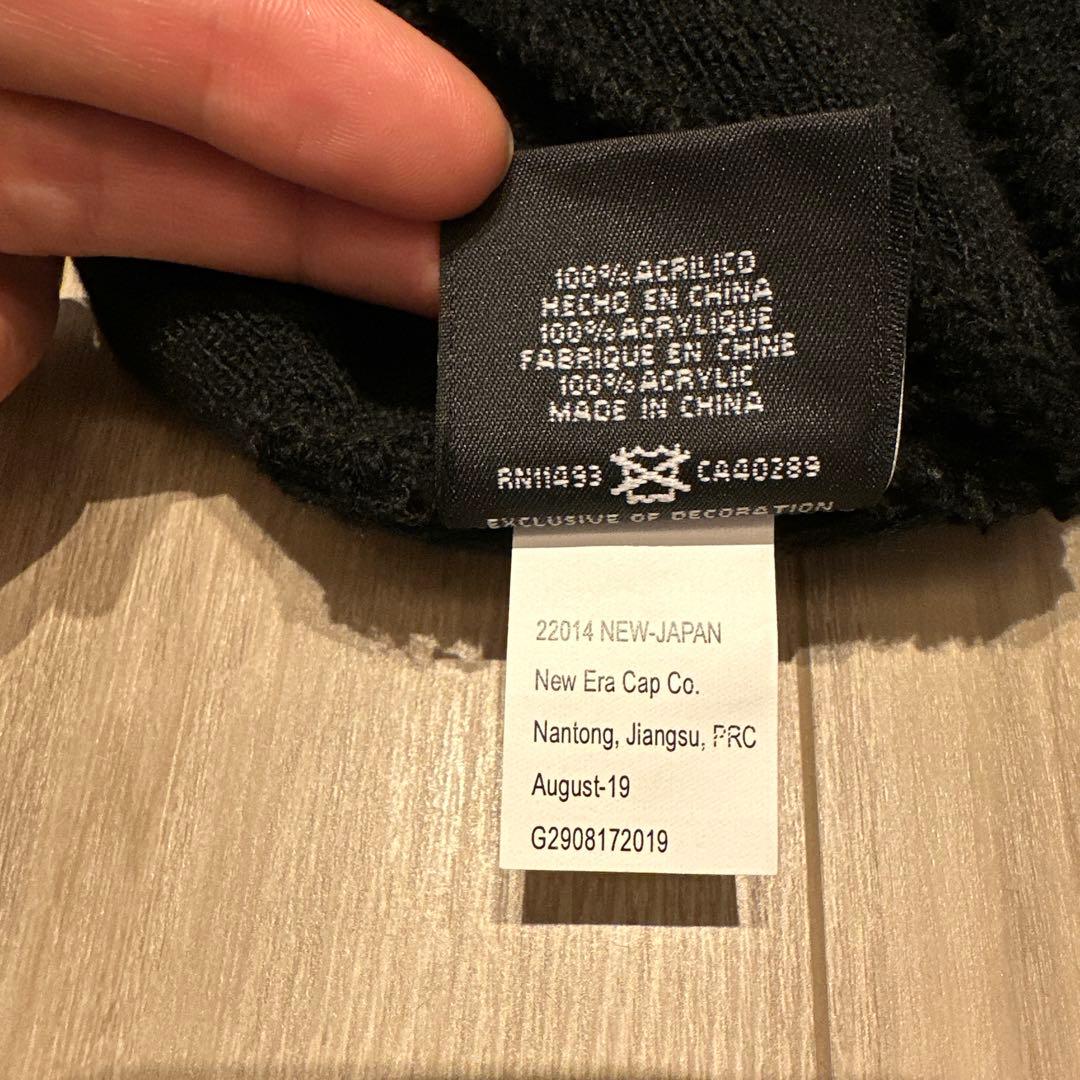 100% ACRILICO
HECHO EN CHINA
100% ACRYLIQUE
FABRIQUE EN CHINE
100% ACRYLIC
MADE IN CHINA
RN11493 CA40289
EXCLUSIVE OF DECORATION
22014 NEW-JAPAN
New Era Cap Co.
Nantong, Jiangsu, PRC
August-19
G2908172019